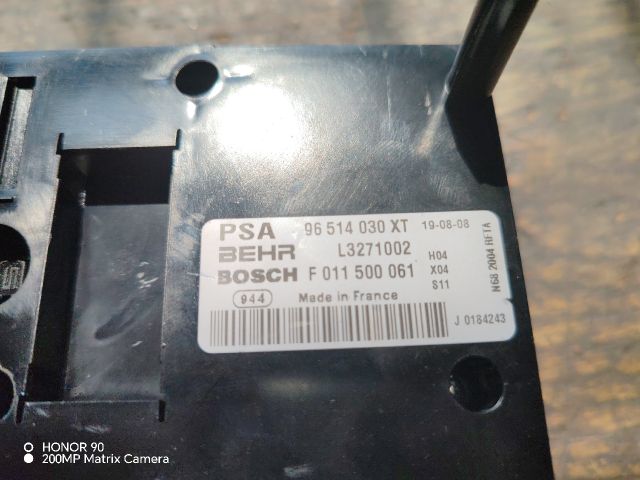 PSA 96 514 030 XT 19-08-08
BEHR L3271002 H04
BOSCH F 011 500 061 X04
S11
944 Made in France
J 0184243
N68 2004 RFTA
HONOR 90
200MP Matrix Camera